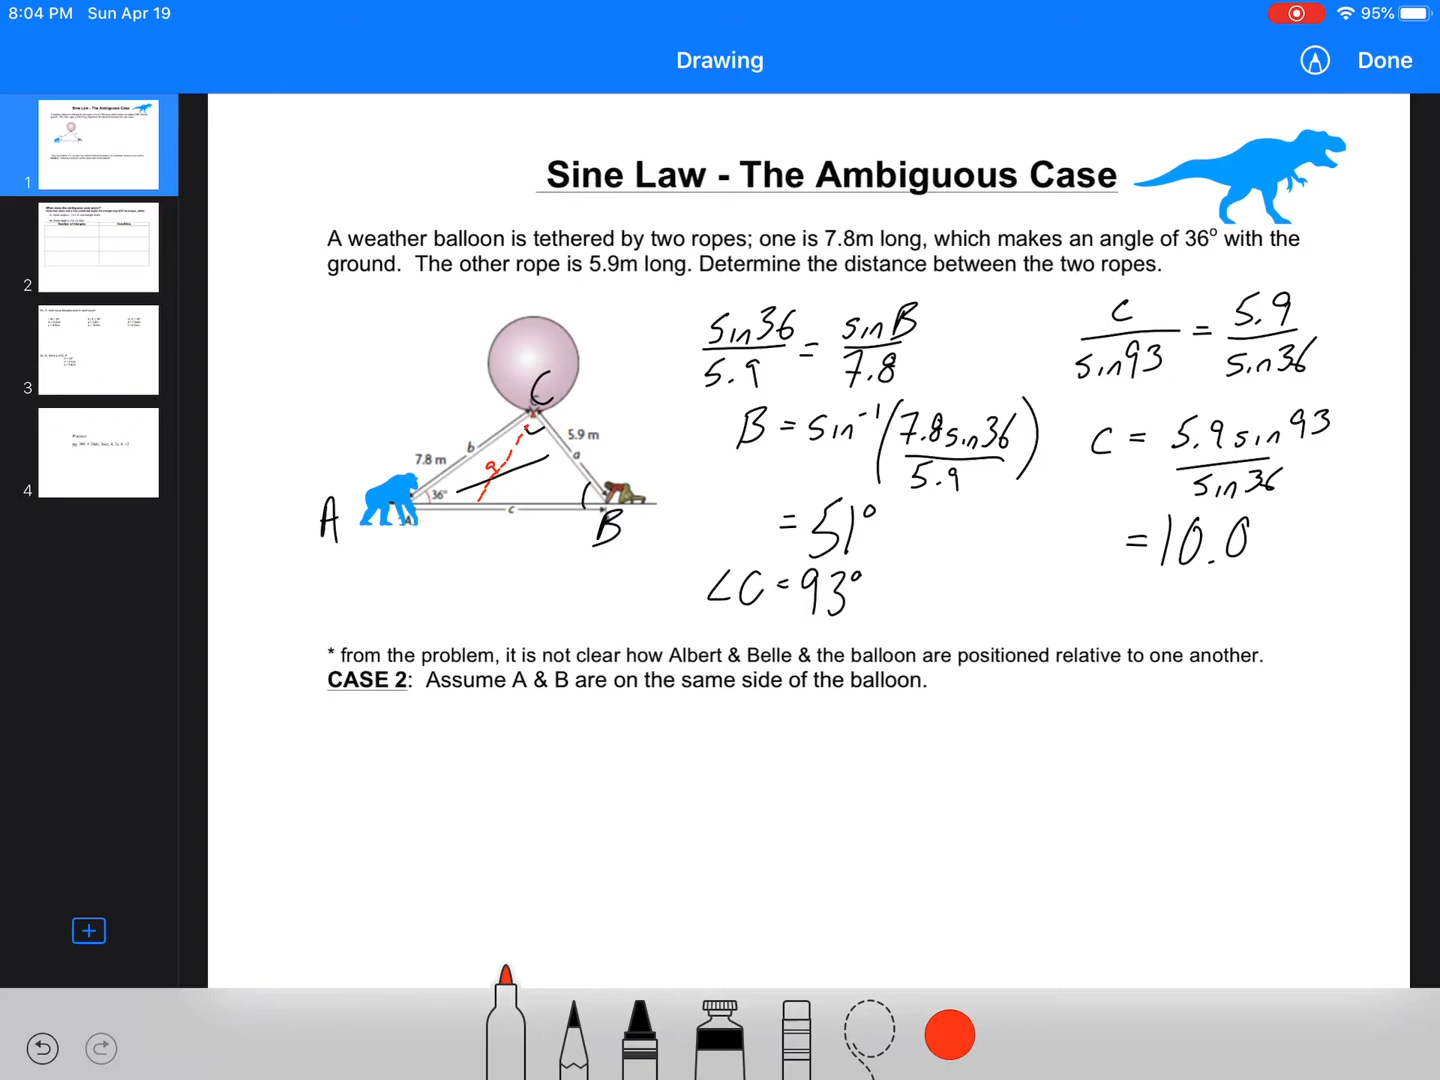 8:04 PM Sun Apr 19
95%
Drawing
Done
1
2
3
4
Sine Law - The Ambiguous Case
A weather balloon is tethered by two ropes; one is 7.8m long, which makes an angle of 36° with the
ground. The other rope is 5.9m long. Determine the distance between the two ropes.
C
b
7.8 m
5.9 m
a
a
36°
c
A
A
B
sin36/5.9 = sinB/7.8
B = sin⁻¹(7.8sin36/5.9)
= 51°
∠C = 93°
c/sin93 = 5.9/sin36
c = 5.9sin93/sin36
= 10.0
* from the problem, it is not clear how Albert & Belle & the balloon are positioned relative to one another.
CASE 2: Assume A & B are on the same side of the balloon.